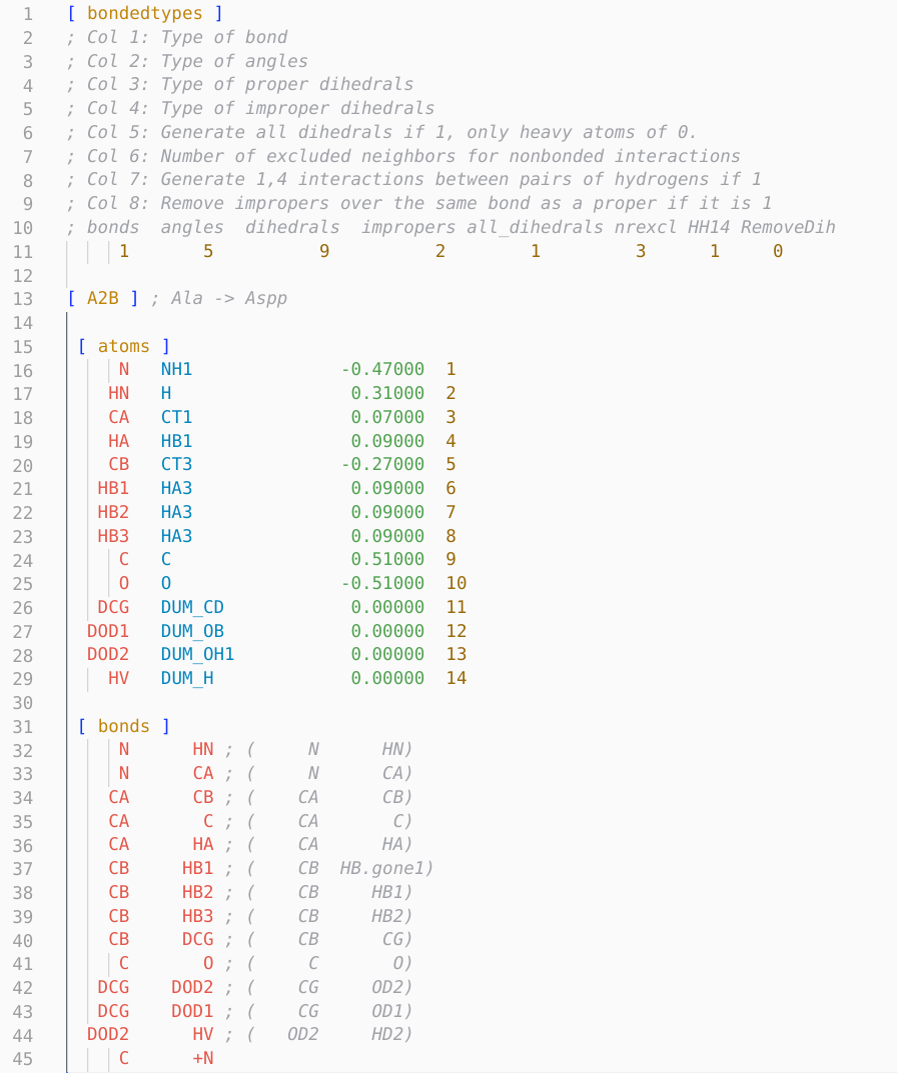 1 [ bondedtypes ]
2 ; Col 1: Type of bond
3 ; Col 2: Type of angles
4 ; Col 3: Type of proper dihedrals
5 ; Col 4: Type of improper dihedrals
6 ; Col 5: Generate all dihedrals if 1, only heavy atoms of 0.
7 ; Col 6: Number of excluded neighbors for nonbonded interactions
8 ; Col 7: Generate 1,4 interactions between pairs of hydrogens if 1
9 ; Col 8: Remove impropers over the same bond as a proper if it is 1
10 ; bonds  angles  dihedrals  impropers all_dihedrals nrexcl HH14 RemoveDih
11      1       5          9          2        1         3      1     0
12
13 [ A2B ] ; Ala -> Aspp
14
15  [ atoms ]
16      N   NH1              -0.47000  1
17     HN   H                 0.31000  2
18     CA   CT1               0.07000  3
19     HA   HB1               0.09000  4
20     CB   CT3              -0.27000  5
21    HB1   HA3               0.09000  6
22    HB2   HA3               0.09000  7
23    HB3   HA3               0.09000  8
24      C   C                 0.51000  9
25      O   O                -0.51000  10
26    DCG   DUM_CD            0.00000  11
27   DOD1   DUM_OB            0.00000  12
28   DOD2   DUM_OH1           0.00000  13
29     HV   DUM_H             0.00000  14
30
31  [ bonds ]
32      N      HN ; (     N      HN)
33      N      CA ; (     N      CA)
34     CA      CB ; (    CA      CB)
35     CA       C ; (    CA       C)
36     CA      HA ; (    CA      HA)
37     CB     HB1 ; (    CB  HB.gone1)
38     CB     HB2 ; (    CB     HB1)
39     CB     HB3 ; (    CB     HB2)
40     CB     DCG ; (    CB      CG)
41      C       O ; (     C       O)
42    DCG    DOD2 ; (    CG     OD2)
43    DCG    DOD1 ; (    CG     OD1)
44   DOD2      HV ; (   OD2     HD2)
45      C      +N